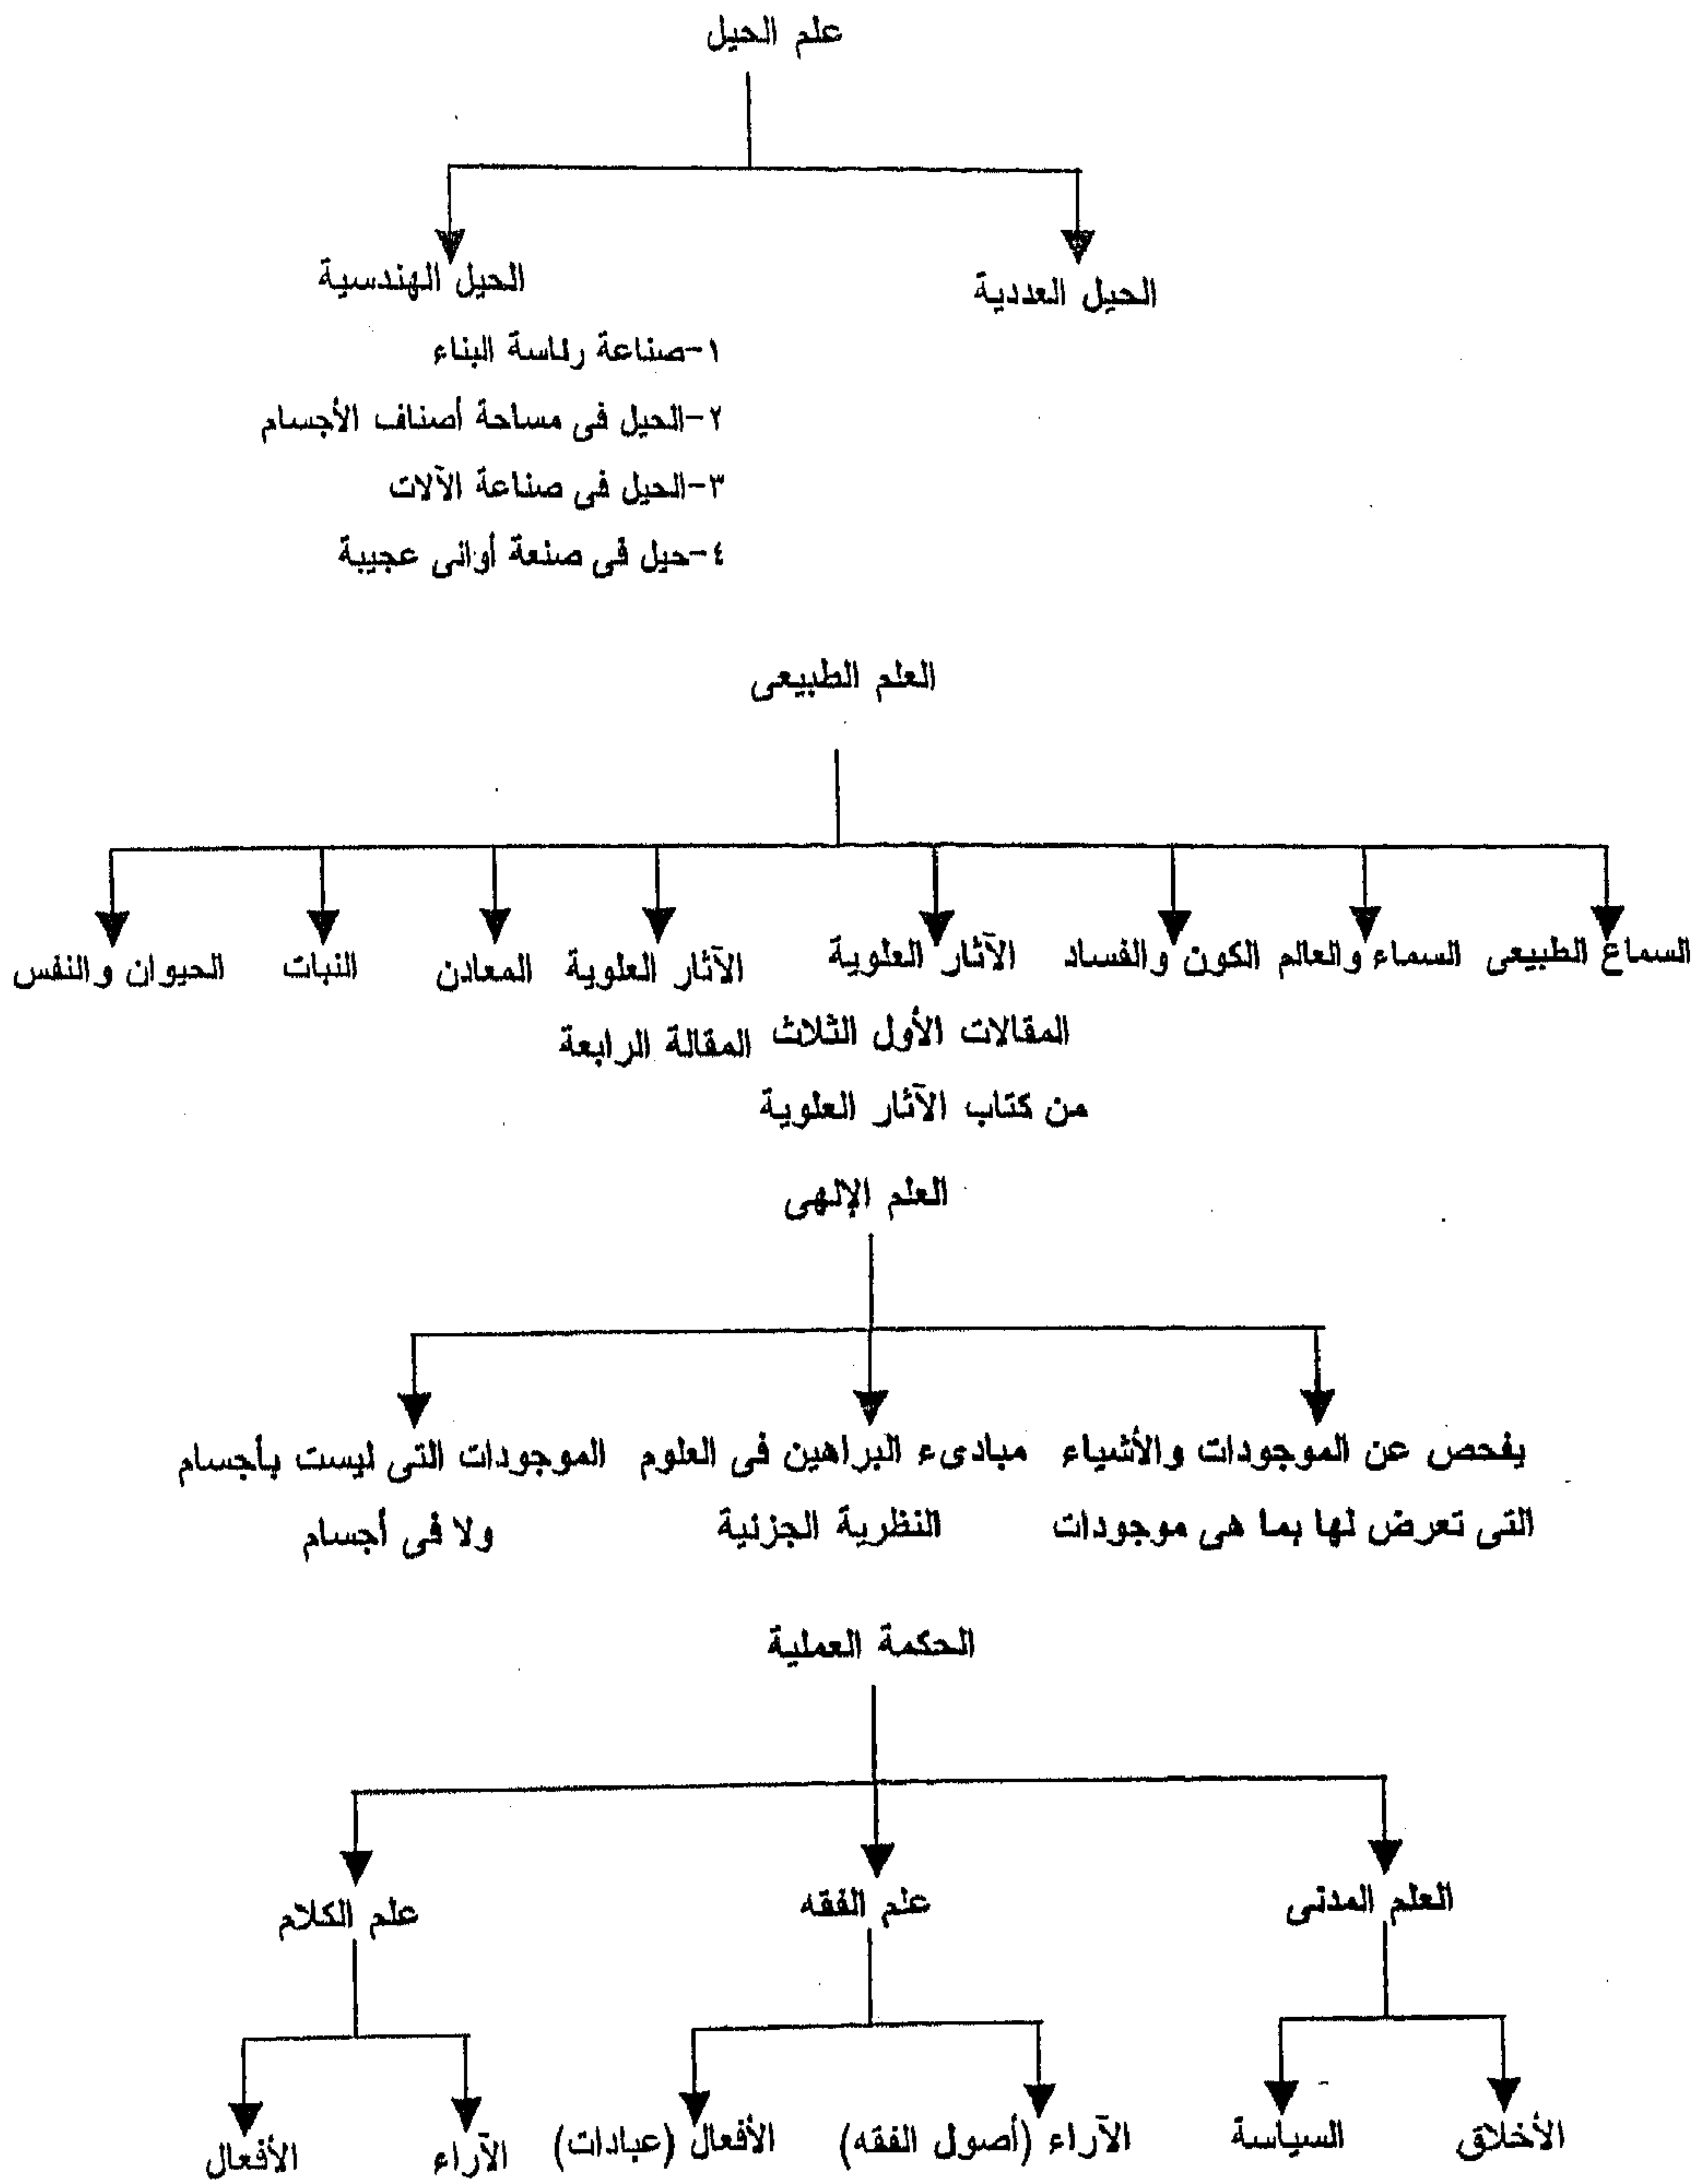 علم الحيل
الحيل العددية
الحيل الهندسية
١-صناعة رئاسة البناء
٢-الحيل فى مساحة أصناف الأجسام
٣-الحيل فى صناعة الآلات
٤-حيل فى صنعة أوانى عجيبة
العلم الطبيعى
السماع الطبيعى السماء والعالم الكون والفساد الآثار العلوية الآثار العلوية المعادن النبات الحيوان والنفس
المقالات الأول الثلاث المقالة الرابعة
من كتاب الآثار العلوية
العلم الإلهى
يفحص عن الموجودات والأشياء مبادىء البراهين فى العلوم الموجودات التى ليست بأجسام
التى تعرض لها بما هى موجودات النظرية الجزئية ولا فى أجسام
الحكمة العملية
العلم المدنى علم الفقه علم الكلام
الأخلاق السياسة الآراء (أصول الفقه) الأفعال (عبادات) الآراء الأفعال